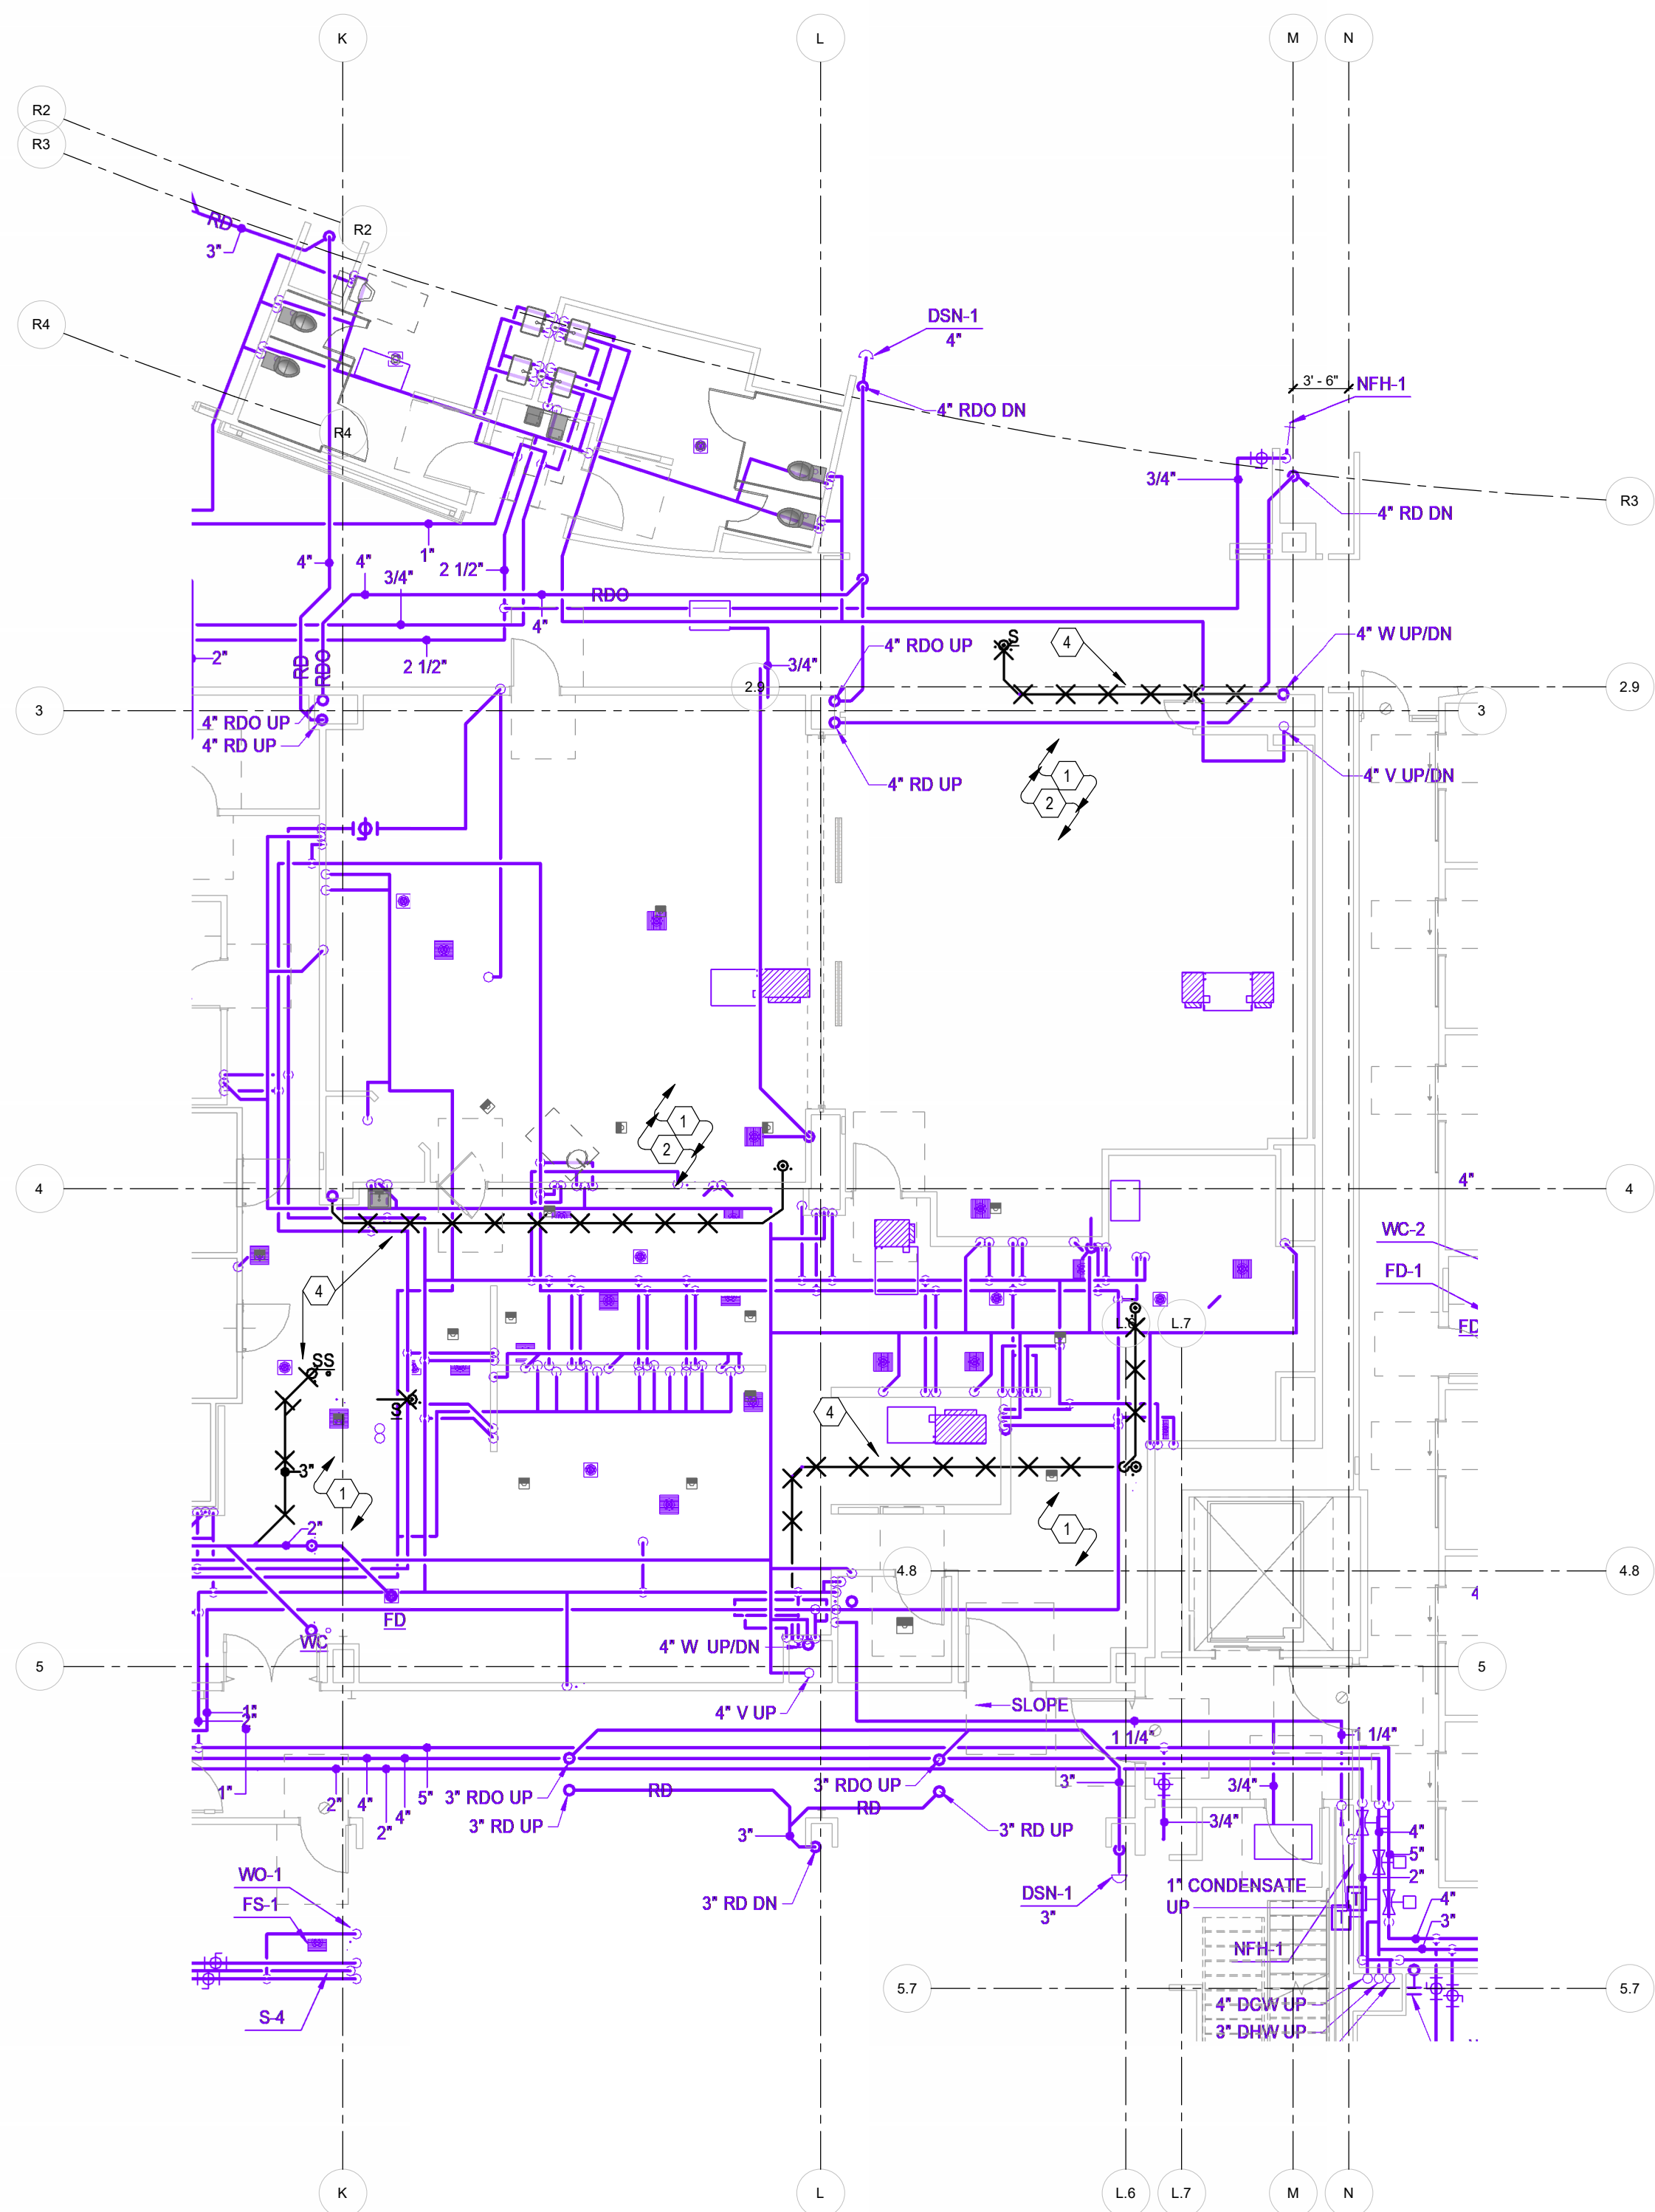 K
L
M
N
R2
R3
R2
RD
3"
R4
R4
DSN-1
4"
3' - 6"
NFH-1
4" RDO DN
3/4"
R3
4" RD DN
4"
4"
3/4"
1"
2 1/2"
RDO
4"
2"
RD
RDO
2 1/2"
3/4"
4" RDO UP
S
4
4" W UP/DN
2.9
2.9
3
4" RDO UP
4" RD UP
3
4" RD UP
1
2
4" V UP/DN
1
2
4
4"
4
WC-2
FD-1
4
L.6
L.7
FD
SS
S
4
3"
1
1
2"
4.8
4.8
4
FD
WC
4" W UP/DN
5
5
4" V UP
SLOPE
1"
2"
1 1/4"
1 1/4"
1"
2"
4"
2"
4"
5"
3" RDO UP
3" RD UP
RD
3" RDO UP
RD
3"
3/4"
3/4"
3"
3" RD UP
4"
5"
2"
WO-1
FS-1
3" RD DN
DSN-1
3"
1" CONDENSATE
UP
T
T
4"
3"
NFH-1
5.7
5.7
S-4
4" DCW UP
3" DHW UP
K
L
L.6
L.7
M
N